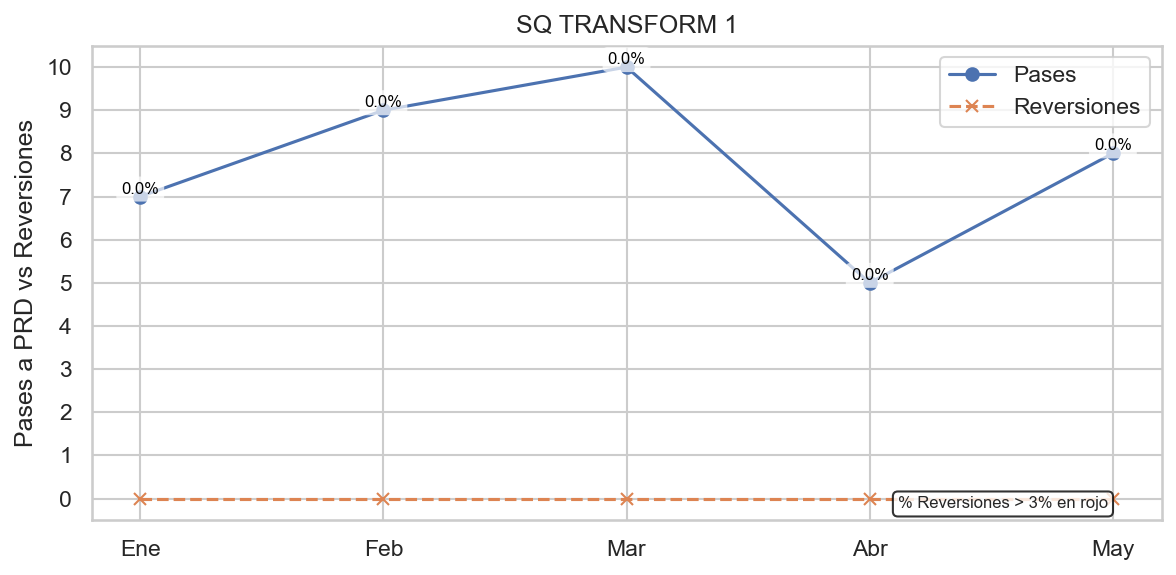 SQ TRANSFORM 1
Pases a PRD vs Reversiones
10
9
8
7
6
5
4
3
2
1
0
0.0%
0.0%
0.0%
0.0%
0.0%
Pases
Reversiones
% Reversiones > 3% en rojo
Ene
Feb
Mar
Abr
May